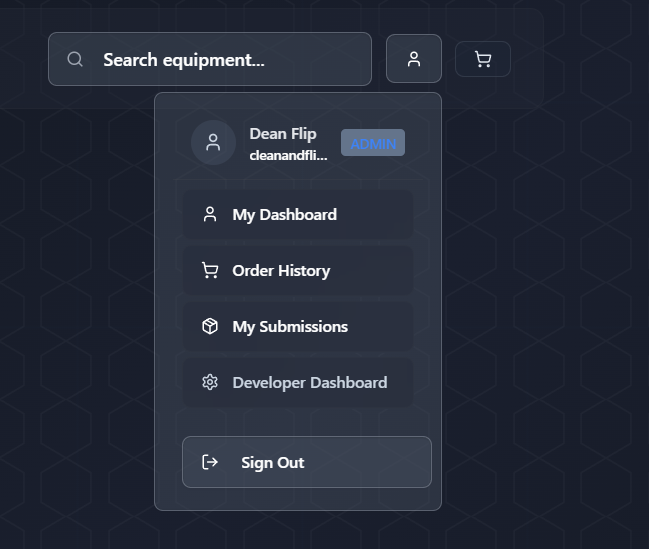 Search equipment...
Dean Flip
cleanandfli...
ADMIN
My Dashboard
Order History
My Submissions
Developer Dashboard
Sign Out